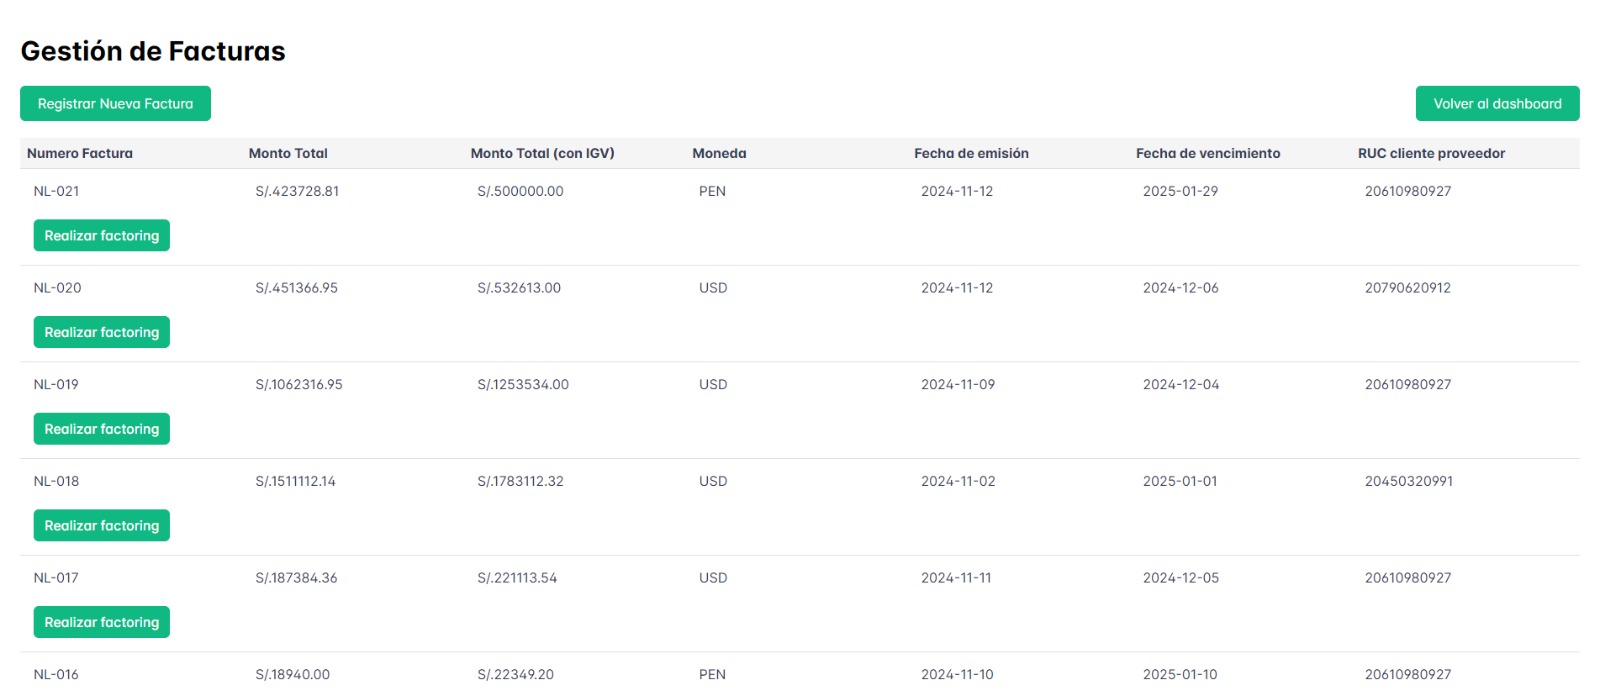 Gestión de Facturas
Registrar Nueva Factura Volver al dashboard
Numero Factura Monto Total Monto Total (con IGV) Moneda Fecha de emisión Fecha de vencimiento RUC cliente proveedor
NL-021 S/.423728.81 S/.500000.00 PEN 2024-11-12 2025-01-29 20610980927
Realizar factoring
NL-020 S/.451366.95 S/.532613.00 USD 2024-11-12 2024-12-06 20790620912
Realizar factoring
NL-019 S/.1062316.95 S/.1253534.00 USD 2024-11-09 2024-12-04 20610980927
Realizar factoring
NL-018 S/.1511112.14 S/.1783112.32 USD 2024-11-02 2025-01-01 20450320991
Realizar factoring
NL-017 S/.187384.36 S/.221113.54 USD 2024-11-11 2024-12-05 20610980927
Realizar factoring
NL-016 S/.18940.00 S/.22349.20 PEN 2024-11-10 2025-01-10 20610980927